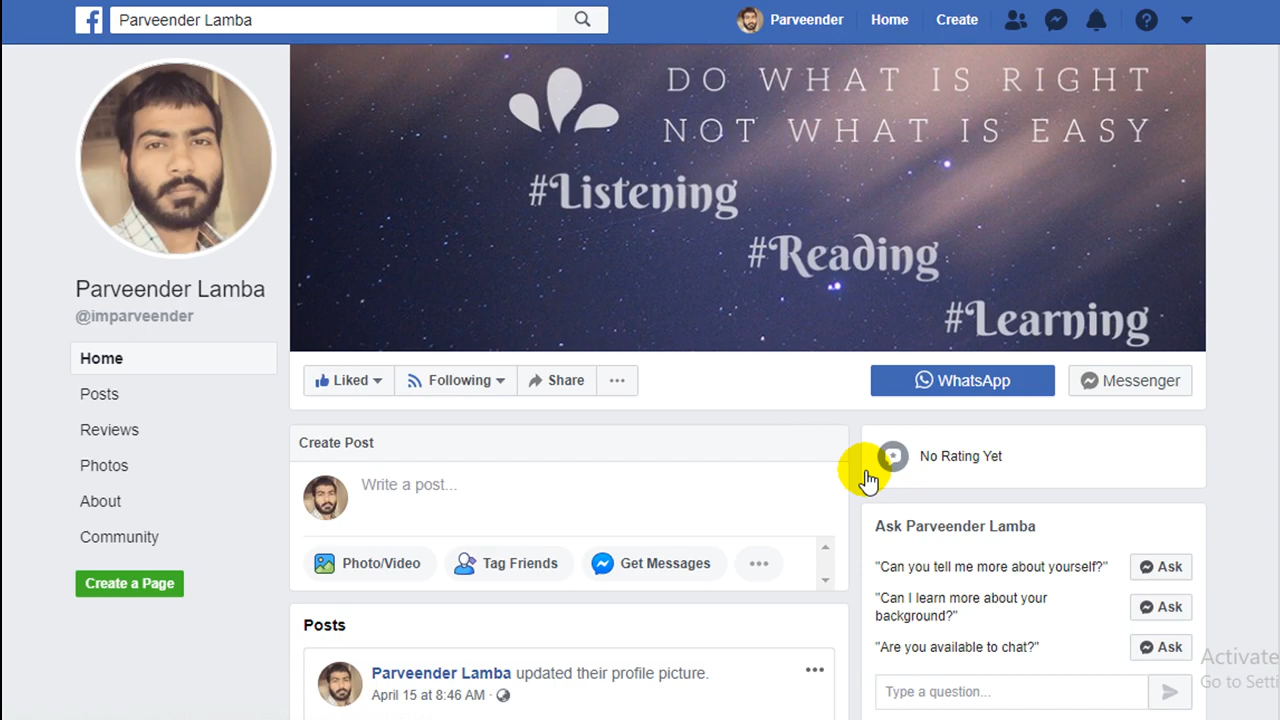 Parveender Lamba
Parveender
Home
Create
DO WHAT IS RIGHT
NOT WHAT IS EASY
#Listening
#Reading
#Learning
Parveender Lamba
@imparveender
Home
Posts
Reviews
Photos
About
Community
Create a Page
Liked
Following
Share
WhatsApp
Messenger
Create Post
Write a post...
Photo/Video
Tag Friends
Get Messages
Posts
Parveender Lamba updated their profile picture.
April 15 at 8:46 AM ·
No Rating Yet
Ask Parveender Lamba
"Can you tell me more about yourself?"
Ask
"Can I learn more about your
background?"
Ask
"Are you available to chat?"
Ask
Type a question...
Activate
Go to Setti